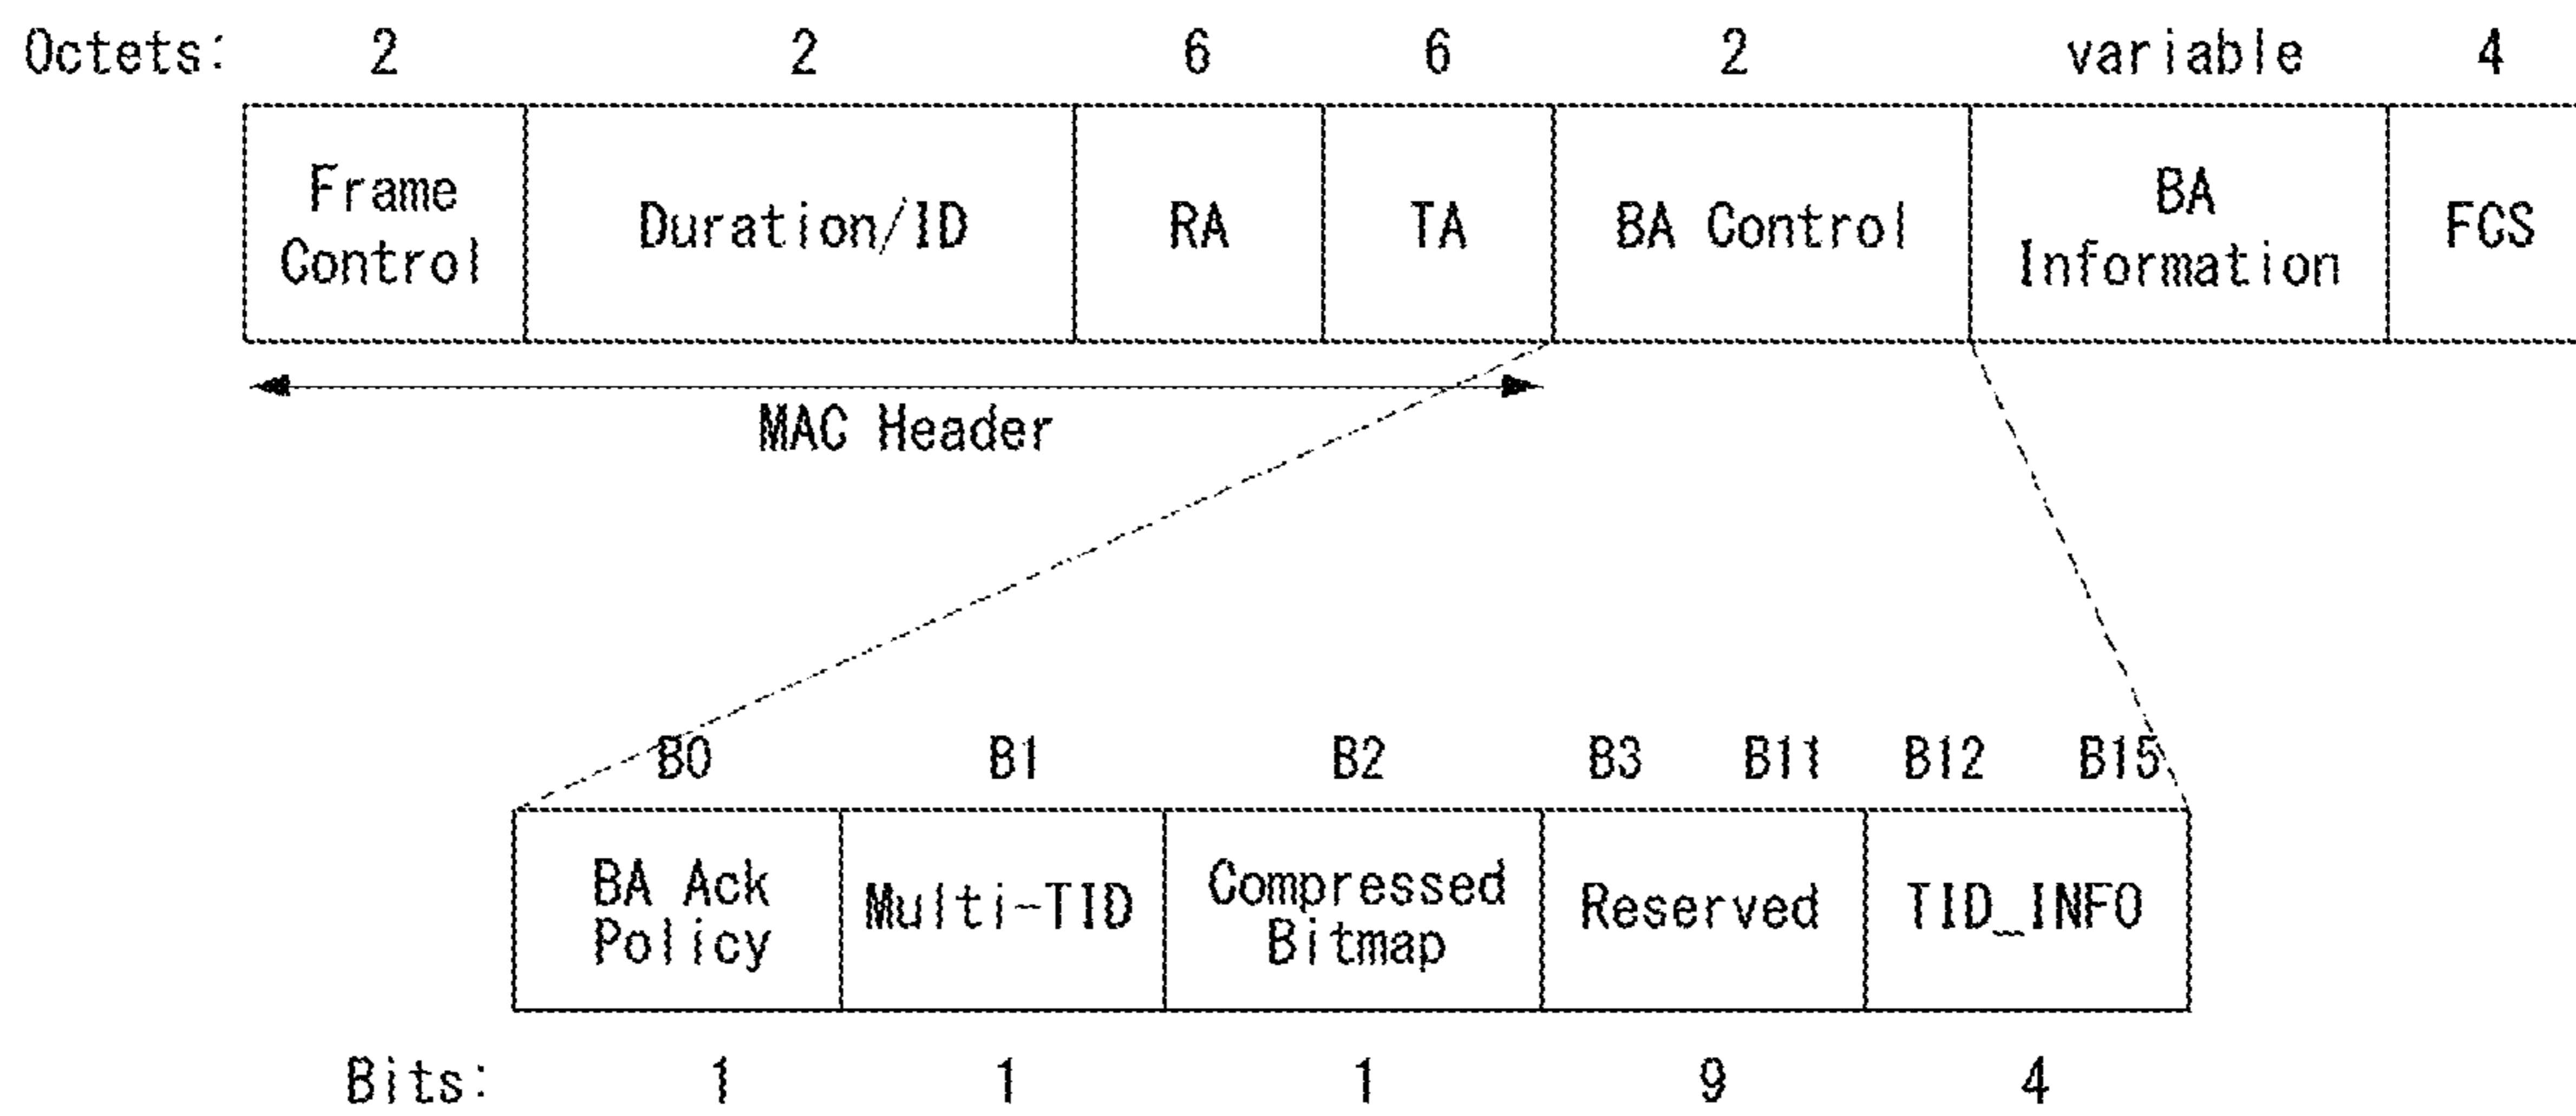 Octets: 2 2 6 6 2 variable 4
Frame Control Duration/ID RA TA BA Control BA Information FCS
MAC Header
B0 B1 B2 B3 B11 B12 B15
BA Ack Policy Multi-TID Compressed Bitmap Reserved TID_INFO
Bits: 1 1 1 9 4